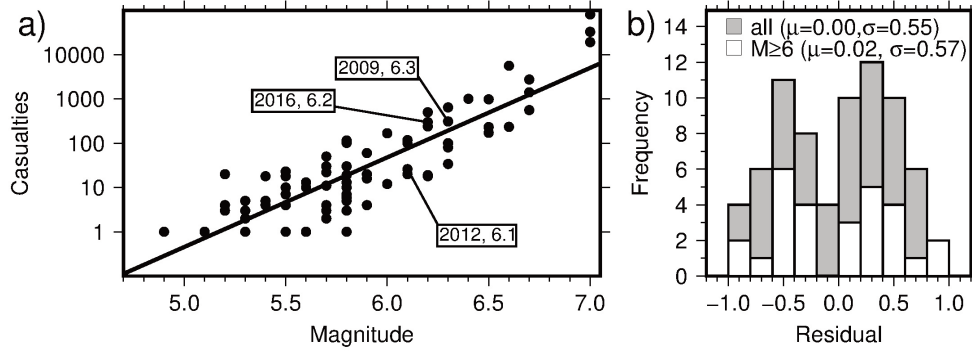 a)
Casualties
10000
1000
100
10
1
2009, 6.3
2016, 6.2
2012, 6.1
5.0 5.5 6.0 6.5 7.0
Magnitude
b)
Frequency
14
12
10
8
6
4
2
0
all (μ=0.00,σ=0.55)
M≥6 (μ=0.02, σ=0.57)
−1.0 −0.5 0.0 0.5 1.0
Residual